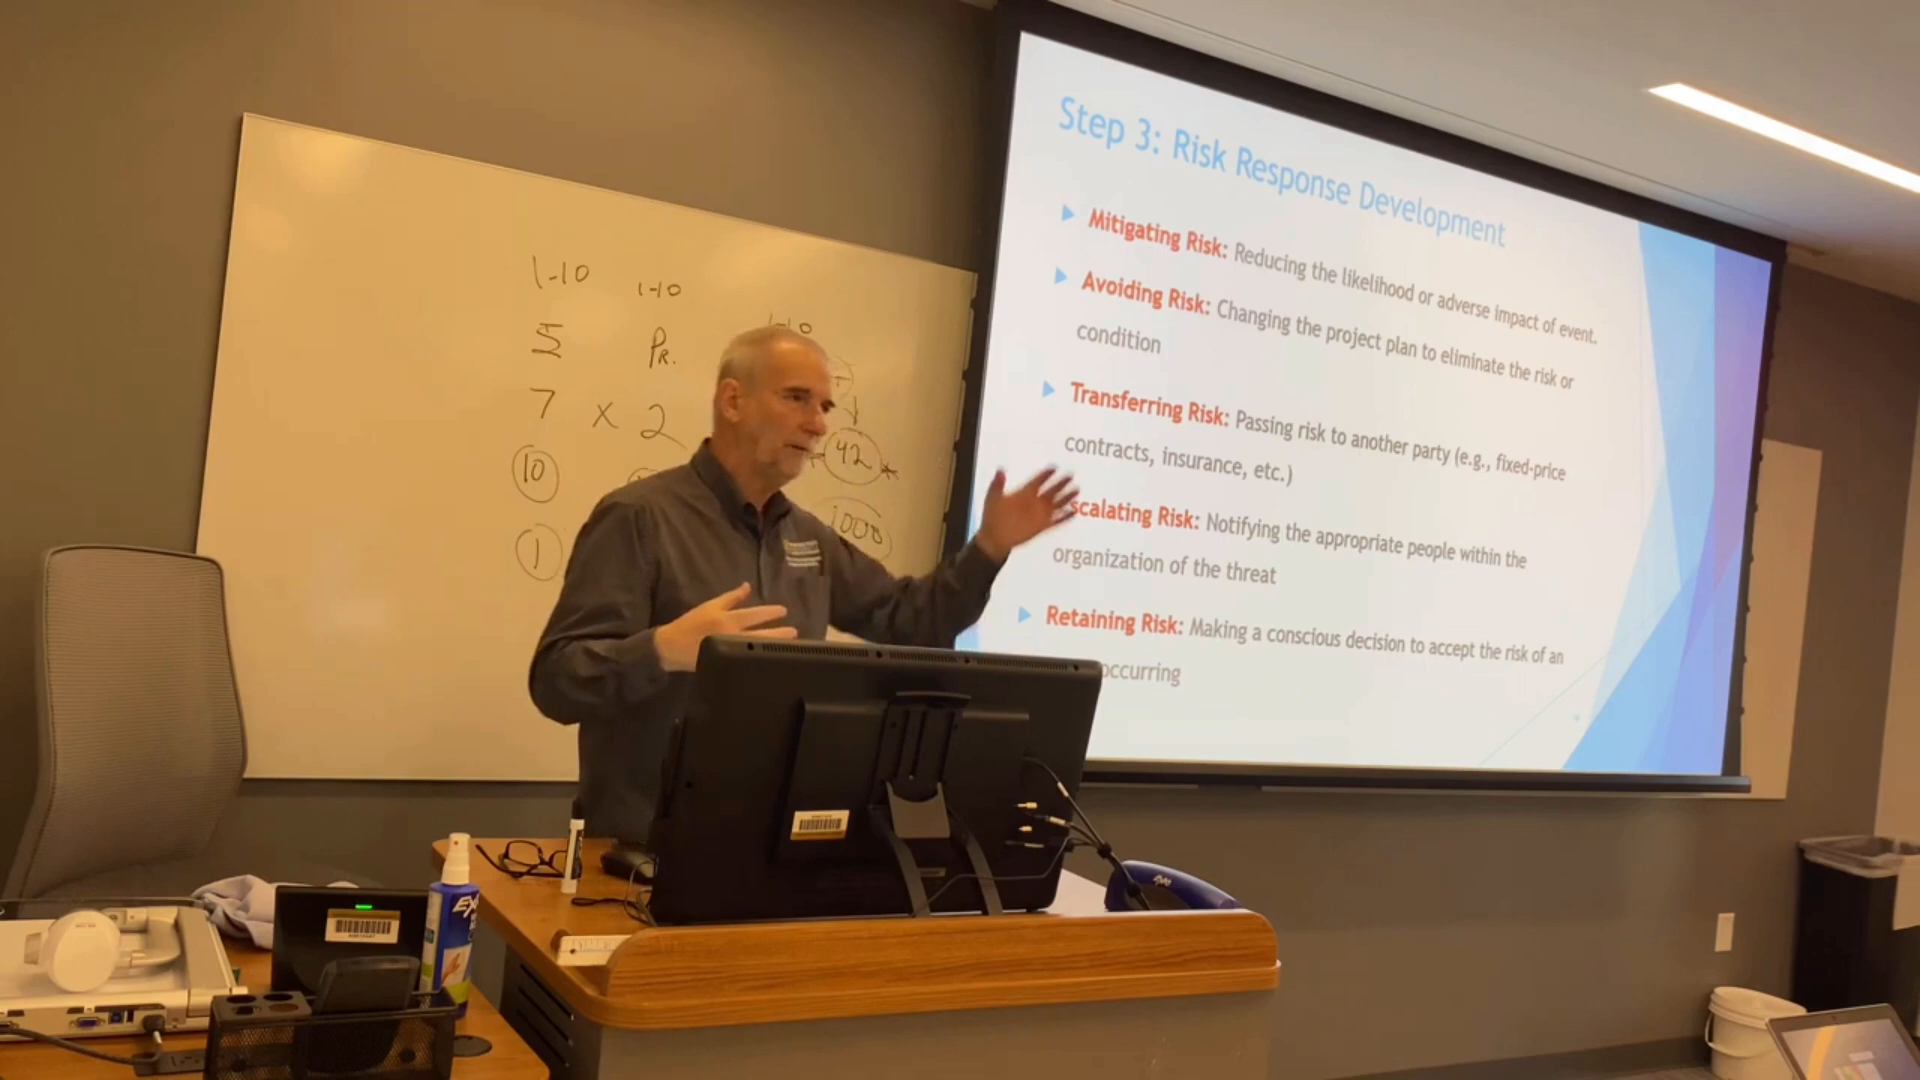 Step 3: Risk Response Development
Mitigating Risk: Reducing the likelihood or adverse impact of event.
Avoiding Risk: Changing the project plan to eliminate the risk or
condition
Transferring Risk: Passing risk to another party (e.g., fixed-price
contracts, insurance, etc.)
scalating Risk: Notifying the appropriate people within the
organization of the threat
Retaining Risk: Making a conscious decision to accept the risk of an
occurring
1-10 1-10 1-10
PR.
7 x 2
42
10
1000
1
EXPO